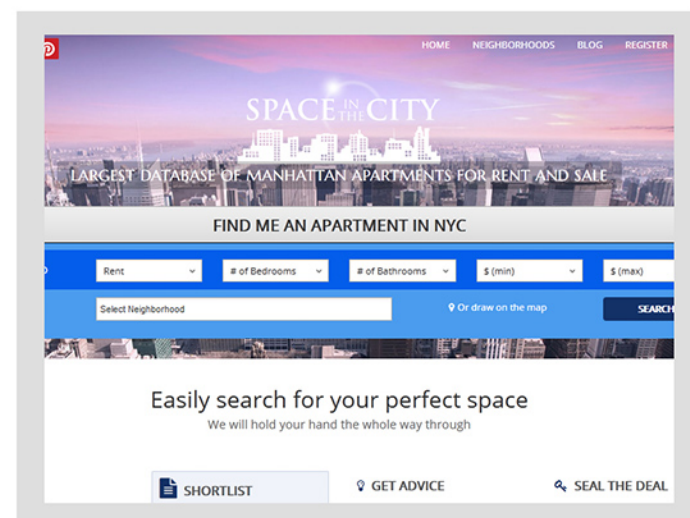 HOME NEIGHBORHOODS BLOG REGISTER
SPACE IN THE CITY
LARGEST DATABASE OF MANHATTAN APARTMENTS FOR RENT AND SALE
FIND ME AN APARTMENT IN NYC
Rent # of Bedrooms # of Bathrooms $ (min) $ (max)
Select Neighborhood Or draw on the map SEARCH
Easily search for your perfect space
We will hold your hand the whole way through
SHORTLIST GET ADVICE SEAL THE DEAL